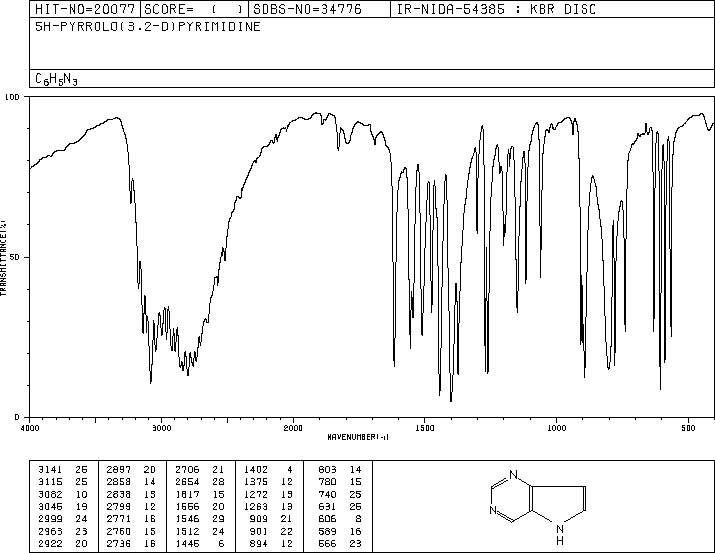 HIT-NO=20077 SCORE= ( ) SDBS-NO=34776 IR-NIDA-54385 : KBR DISC
5H-PYRROLO(3,2-D)PYRIMIDINE
C6H5N3
100
TRANSMITTANCE(%)
50
0
4000 3000 2000 1500 1000 500
WAVENUMBER(-1)
3141 26 2897 20 2706 21 1402 4 803 14
3115 25 2858 14 2654 28 1375 12 780 15
3082 10 2838 15 1617 15 1272 13 740 25
3045 19 2799 12 1556 20 1263 13 631 25
2999 24 2771 16 1546 29 909 21 606 8
2963 23 2760 15 1512 24 901 22 589 16
2922 20 2736 16 1445 6 894 12 566 23
N
N
N
H